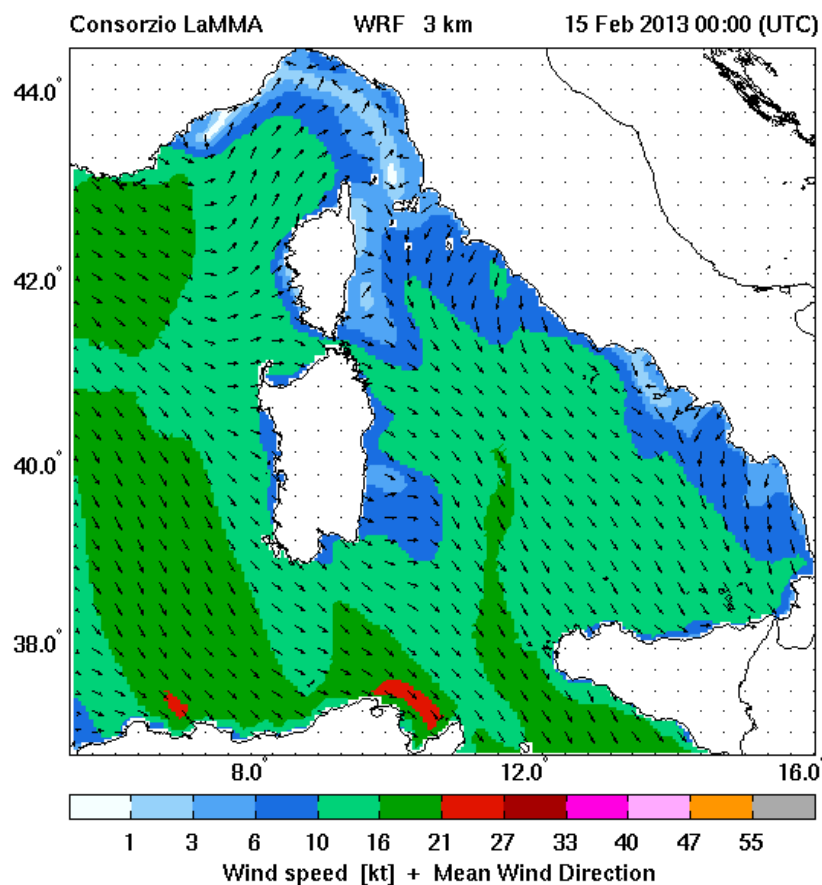 Consorzio LaMMA WRF 3 km 15 Feb 2013 00:00 (UTC)
44.0°
42.0°
40.0°
38.0°
8.0° 12.0° 16.0°
1 3 6 10 16 21 27 33 40 47 55
Wind speed [kt] + Mean Wind Direction